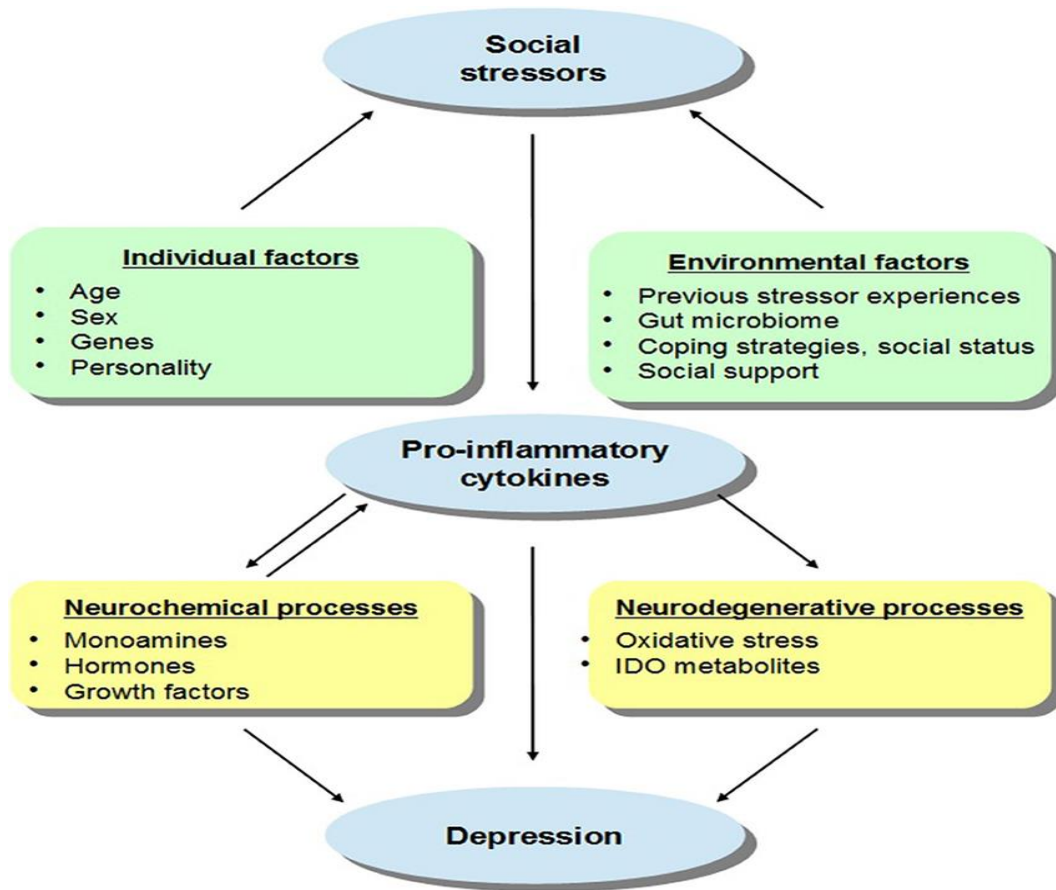 Social
stressors
Individual factors
• Age
• Sex
• Genes
• Personality
Environmental factors
• Previous stressor experiences
• Gut microbiome
• Coping strategies, social status
• Social support
Pro-inflammatory
cytokines
Neurochemical processes
• Monoamines
• Hormones
• Growth factors
Neurodegenerative processes
• Oxidative stress
• IDO metabolites
Depression